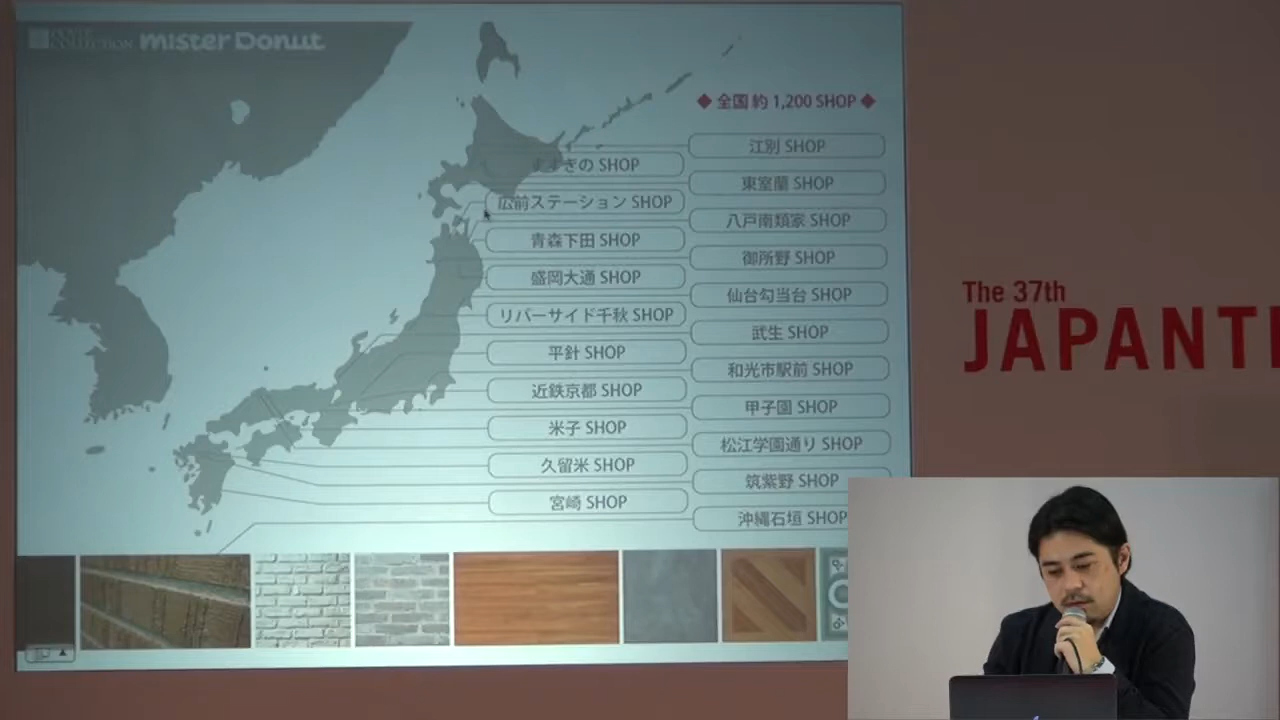 COLLECTION mister Donut
◆ 全国 約 1,200 SHOP ◆
江別 SHOP
すすきの SHOP
東室蘭 SHOP
広前ステーション SHOP
八戸南類家 SHOP
青森下田 SHOP
御所野 SHOP
盛岡大通 SHOP
仙台勾当台 SHOP
リバーサイド千秋 SHOP
武生 SHOP
平針 SHOP
和光市駅前 SHOP
近鉄京都 SHOP
甲子園 SHOP
米子 SHOP
松江学園通り SHOP
久留米 SHOP
筑紫野 SHOP
宮崎 SHOP
沖縄石垣 SHOP
The 37th
JAPANT